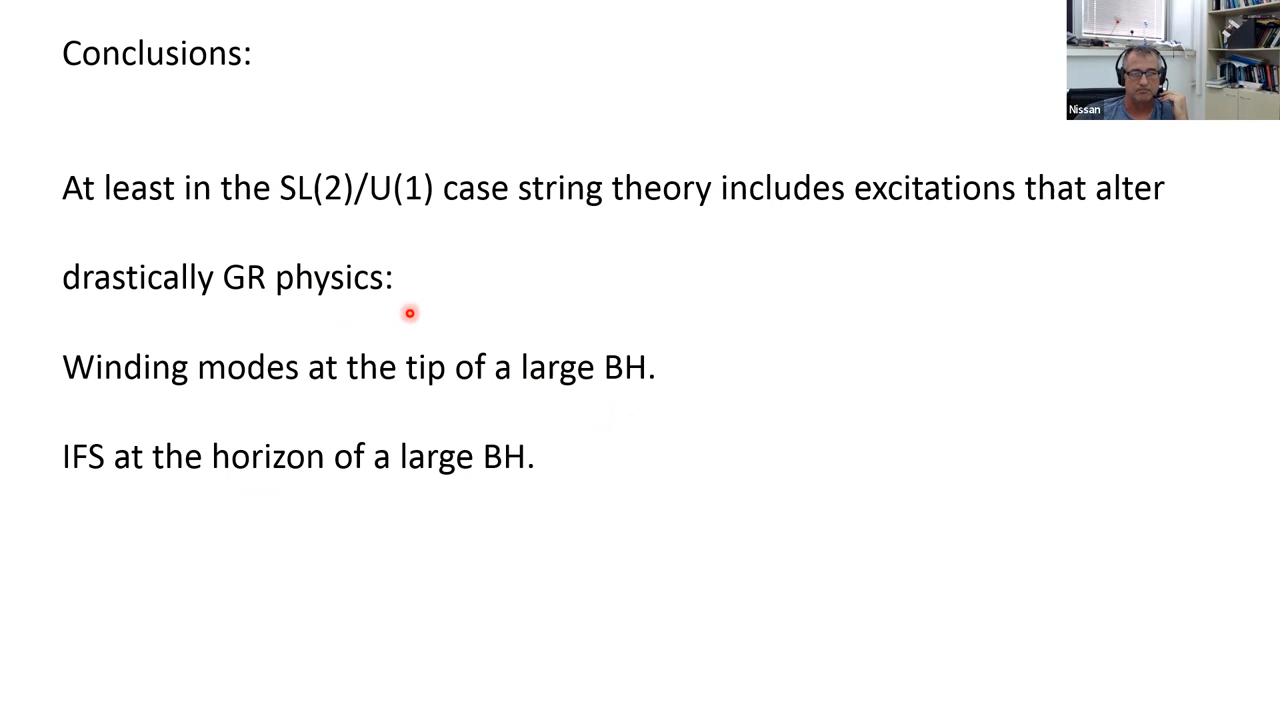 Conclusions:
Nissan
At least in the SL(2)/U(1) case string theory includes excitations that alter
drastically GR physics:
Winding modes at the tip of a large BH.
IFS at the horizon of a large BH.